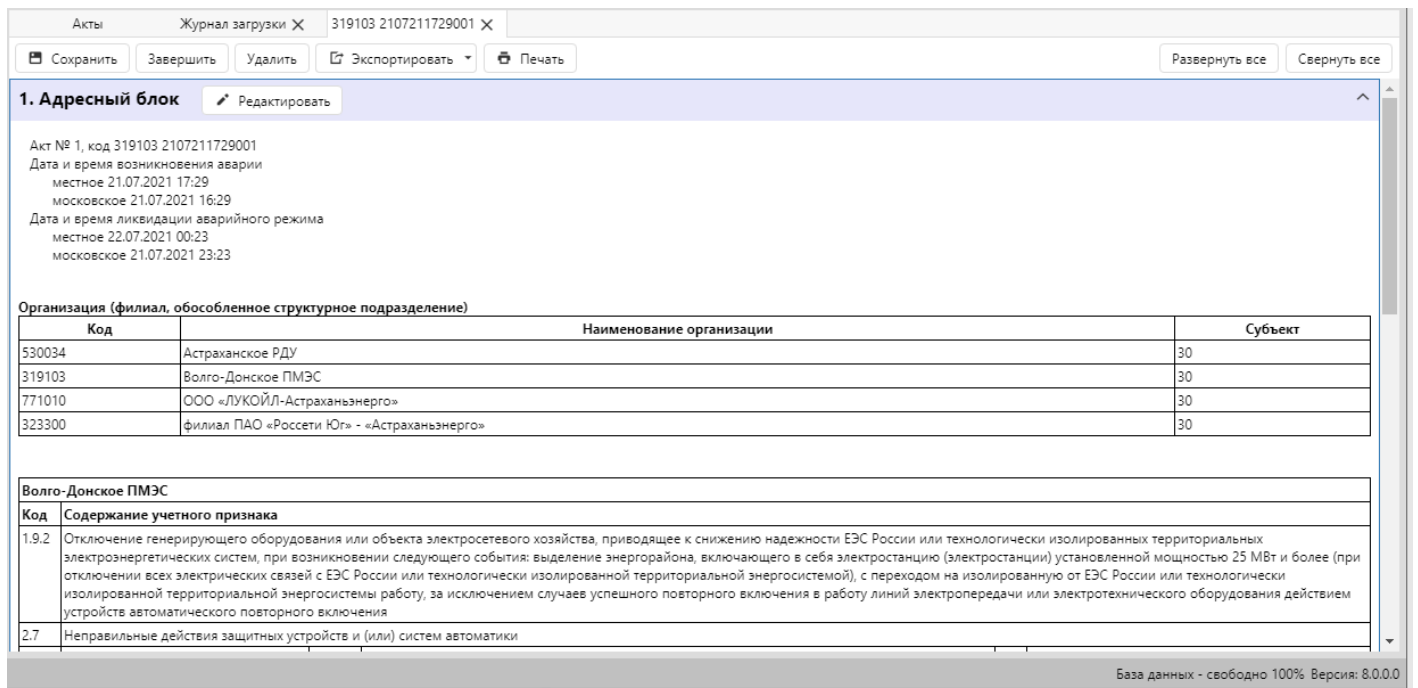 Акты Журнал загрузки 319103 2107211729001
Сохранить Завершить Удалить Экспортировать Печать Развернуть все Свернуть все
1. Адресный блок Редактировать
Акт № 1, код 319103 2107211729001
Дата и время возникновения аварии
местное 21.07.2021 17:29
московское 21.07.2021 16:29
Дата и время ликвидации аварийного режима
местное 22.07.2021 00:23
московское 21.07.2021 23:23
Организация (филиал, обособленное структурное подразделение)
Код Наименование организации Субъект
530034 Астраханское РДУ 30
319103 Волго-Донское ПМЭС 30
771010 ООО «ЛУКОЙЛ-Астраханьэнерго» 30
323300 филиал ПАО «Россети Юг» - «Астраханьэнерго» 30
Волго-Донское ПМЭС
Код Содержание учетного признака
1.9.2 Отключение генерирующего оборудования или объекта электросетевого хозяйства, приводящее к снижению надежности ЕЭС России или технологически изолированных территориальных
электроэнергетических систем, при возникновении следующего события: выделение энергорайона, включающего в себя электростанцию (электростанции) установленной мощностью 25 МВт и более (при
отключении всех электрических связей с ЕЭС России или технологически изолированной территориальной энергосистемой), с переходом на изолированную от ЕЭС России или технологически
изолированной территориальной энергосистемы работу, за исключением случаев успешного повторного включения в работу линий электропередачи или электротехнического оборудования действием
устройств автоматического повторного включения
2.7 Неправильные действия защитных устройств и (или) систем автоматики
База данных - свободно 100% Версия: 8.0.0.0